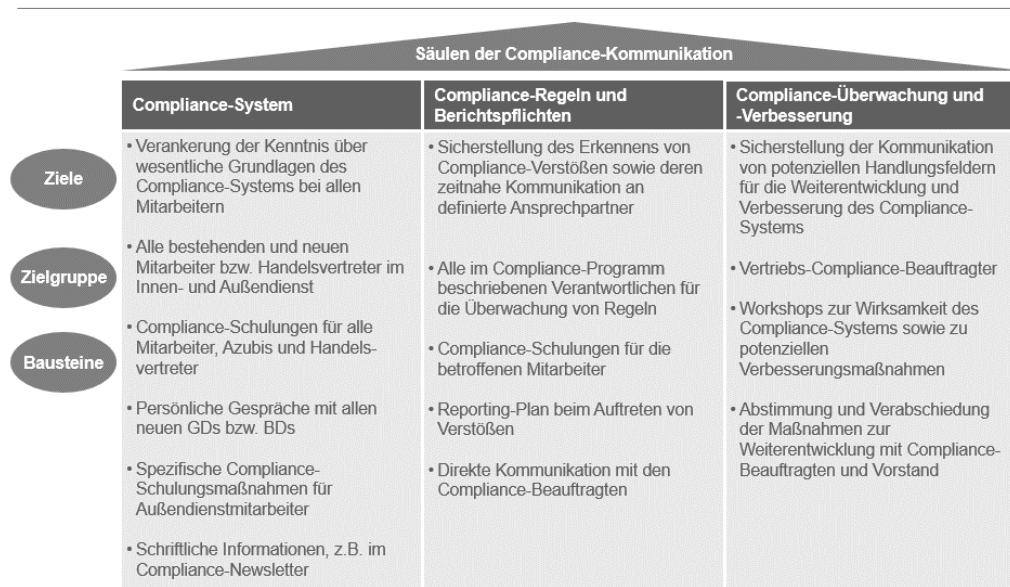 Säulen der Compliance-Kommunikation
Compliance-System
Compliance-Regeln und
Berichtspflichten
Compliance-Überwachung und
-Verbesserung
Ziele
• Verankerung der Kenntnis über
wesentliche Grundlagen des
Compliance-Systems bei allen
Mitarbeitern
• Sicherstellung des Erkennens von
Compliance-Verstößen sowie deren
zeitnahe Kommunikation an
definierte Ansprechpartner
• Sicherstellung der Kommunikation
von potenziellen Handlungsfeldern
für die Weiterentwicklung und
Verbesserung des Compliance-
Systems
Zielgruppe
• Alle bestehenden und neuen
Mitarbeiter bzw. Handelsvertreter im
Innen- und Außendienst
• Alle im Compliance-Programm
beschriebenen Verantwortlichen für
die Überwachung von Regeln
• Vertriebs-Compliance-Beauftragter
Bausteine
• Compliance-Schulungen für alle
Mitarbeiter, Azubis und Handels-
vertreter
• Persönliche Gespräche mit allen
neuen GDs bzw. BDs
• Spezifische Compliance-
Schulungsmaßnahmen für
Außendienstmitarbeiter
• Schriftliche Informationen, z.B. im
Compliance-Newsletter
• Compliance-Schulungen für die
betroffenen Mitarbeiter
• Reporting-Plan beim Auftreten von
Verstößen
• Direkte Kommunikation mit den
Compliance-Beauftragten
• Workshops zur Wirksamkeit des
Compliance-Systems sowie zu
potenziellen
Verbesserungsmaßnahmen
• Abstimmung und Verabschiedung
der Maßnahmen zur
Weiterentwicklung mit Compliance-
Beauftragten und Vorstand